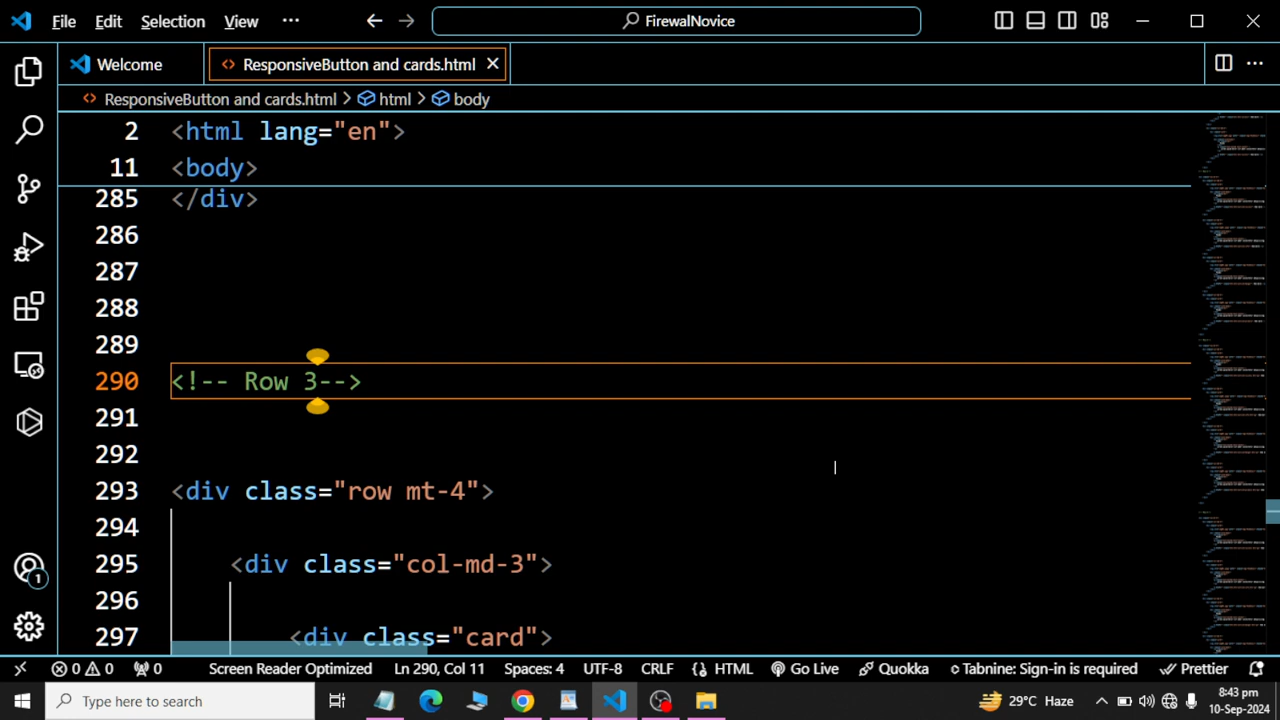 File Edit Selection View ··· FirewalNovice
Welcome ResponsiveButton and cards.html
ResponsiveButton and cards.html > html > body
2 <html lang="en">
11 <body>
285 </div>
286
287
288
289
290 <!-- Row 3-->
291
292
293 <div class="row mt-4">
294
295 <div class="col-md-3">
296
297 <div class="card">
1
0 0 0 Screen Reader Optimized Ln 290, Col 11 Spaces: 4 UTF-8 CRLF {} HTML Go Live Quokka Tabnine: Sign-in is required Prettier
Type here to search 29°C Haze 8:43 pm
10-Sep-2024